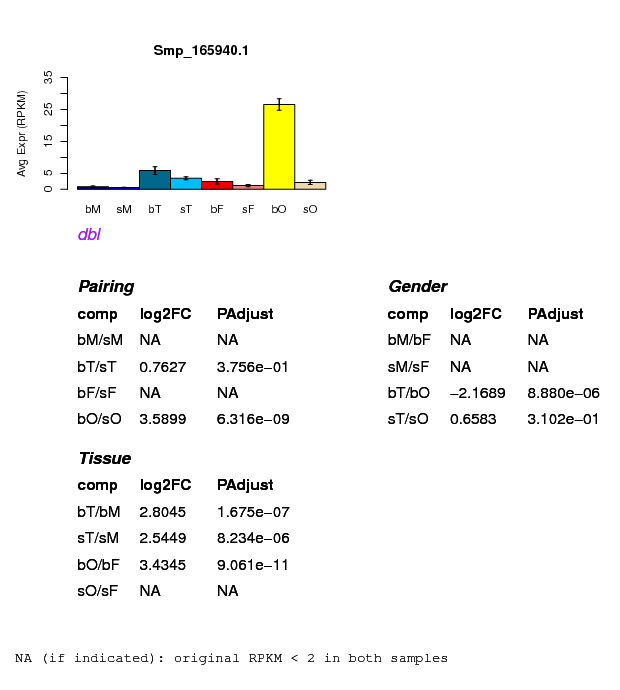 Smp_165940.1
Avg Expr (RPKM)
35
25
15
5
0
bM sM bT sT bF sF bO sO
dbl
Pairing
comp log2FC PAdjust
bM/sM NA NA
bT/sT 0.7627 3.756e−01
bF/sF NA NA
bO/sO 3.5899 6.316e−09
Gender
comp log2FC PAdjust
bM/bF NA NA
sM/sF NA NA
bT/bO −2.1689 8.880e−06
sT/sO 0.6583 3.102e−01
Tissue
comp log2FC PAdjust
bT/bM 2.8045 1.675e−07
sT/sM 2.5449 8.234e−06
bO/bF 3.4345 9.061e−11
sO/sF NA NA
NA (if indicated): original RPKM < 2 in both samples